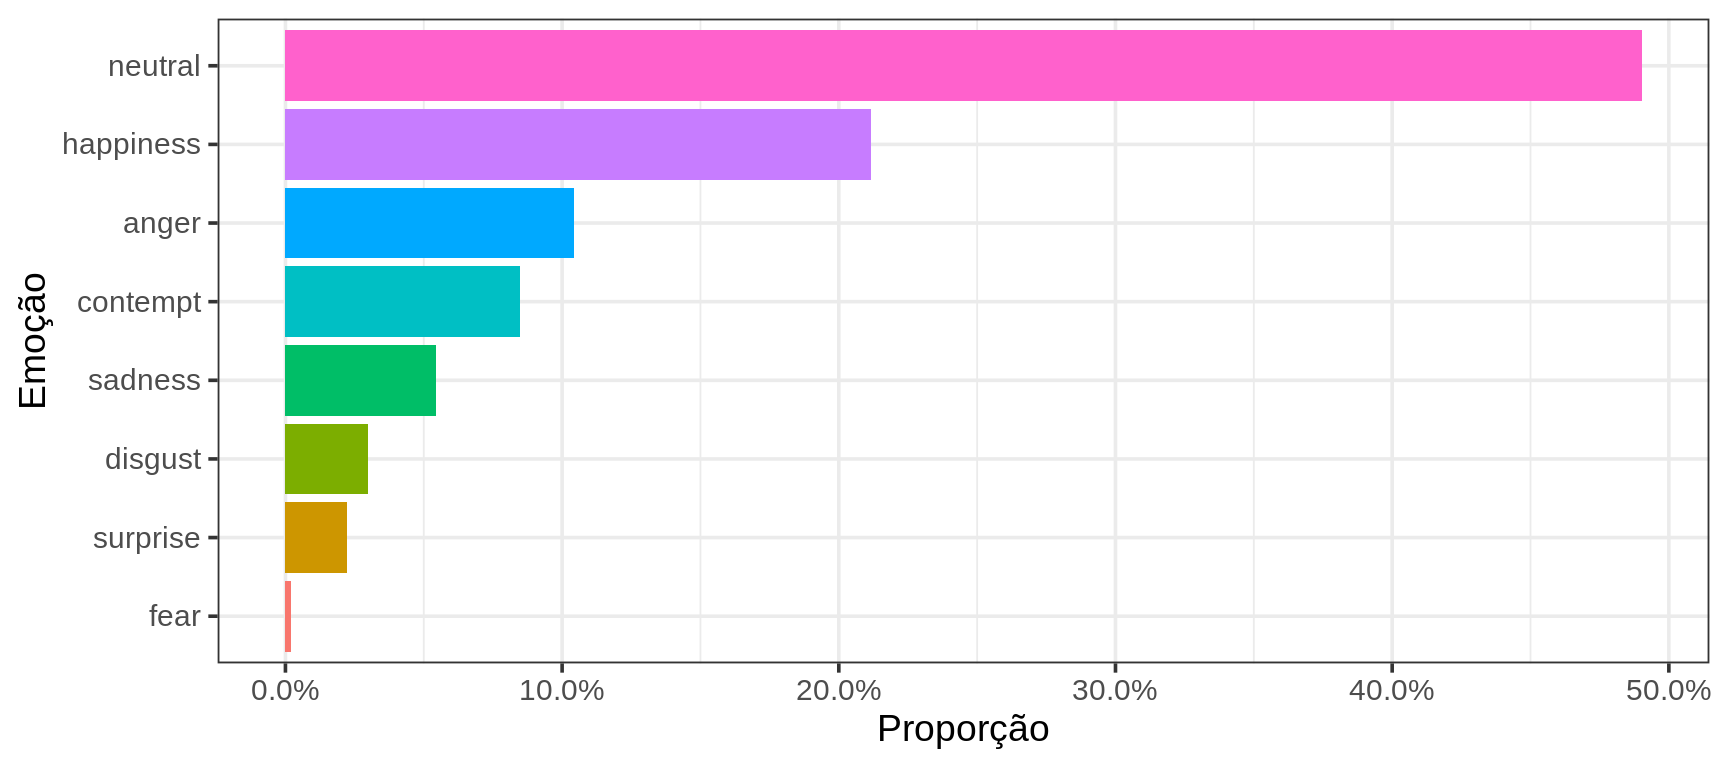 Emoção
neutral
happiness
anger
contempt
sadness
disgust
surprise
fear
0.0% 10.0% 20.0% 30.0% 40.0% 50.0%
Proporção